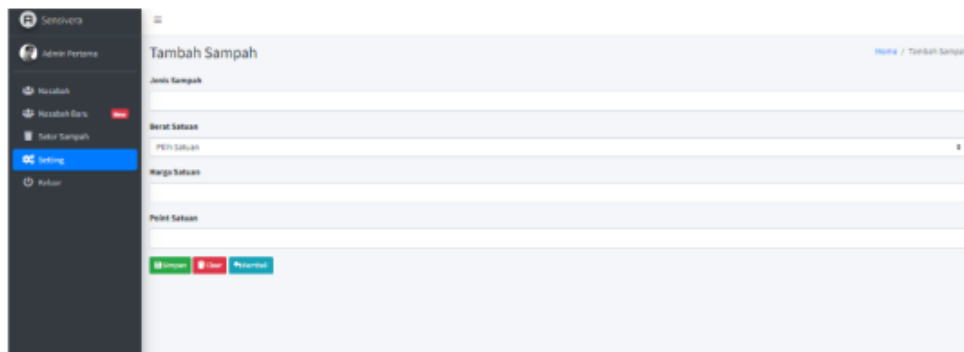 Sensivera
Admin Pertama
Nasabah
Nasabah Baru New
Setor Sampah
Setting
Keluar
Tambah Sampah
Home / Tambah Sampah
Jenis Sampah
Berat Satuan
Pilih Satuan
Harga Satuan
Point Satuan
Simpan Clear Kembali